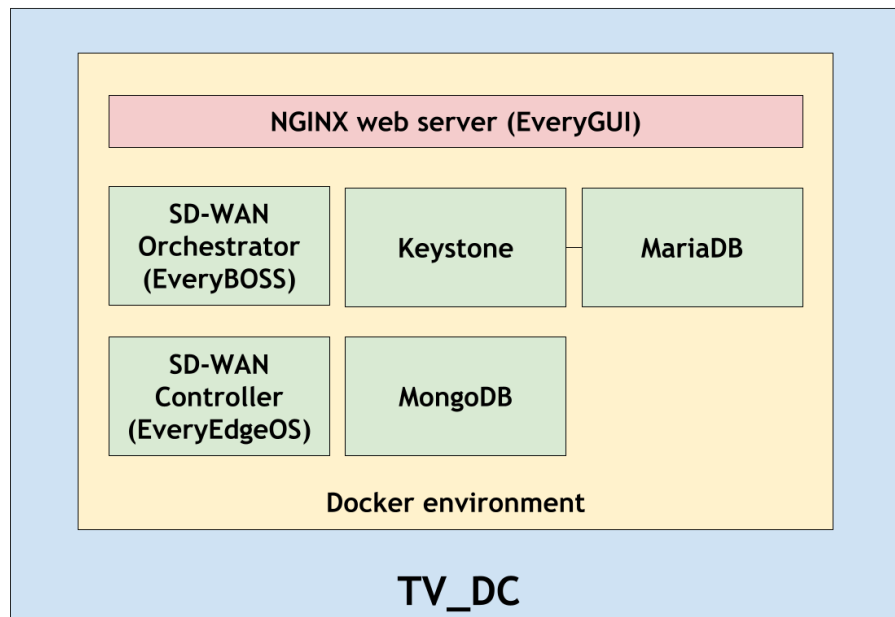 NGINX web server (EveryGUI)
SD-WAN
Orchestrator
(EveryBOSS)
Keystone
MariaDB
SD-WAN
Controller
(EveryEdgeOS)
MongoDB
Docker environment
TV_DC